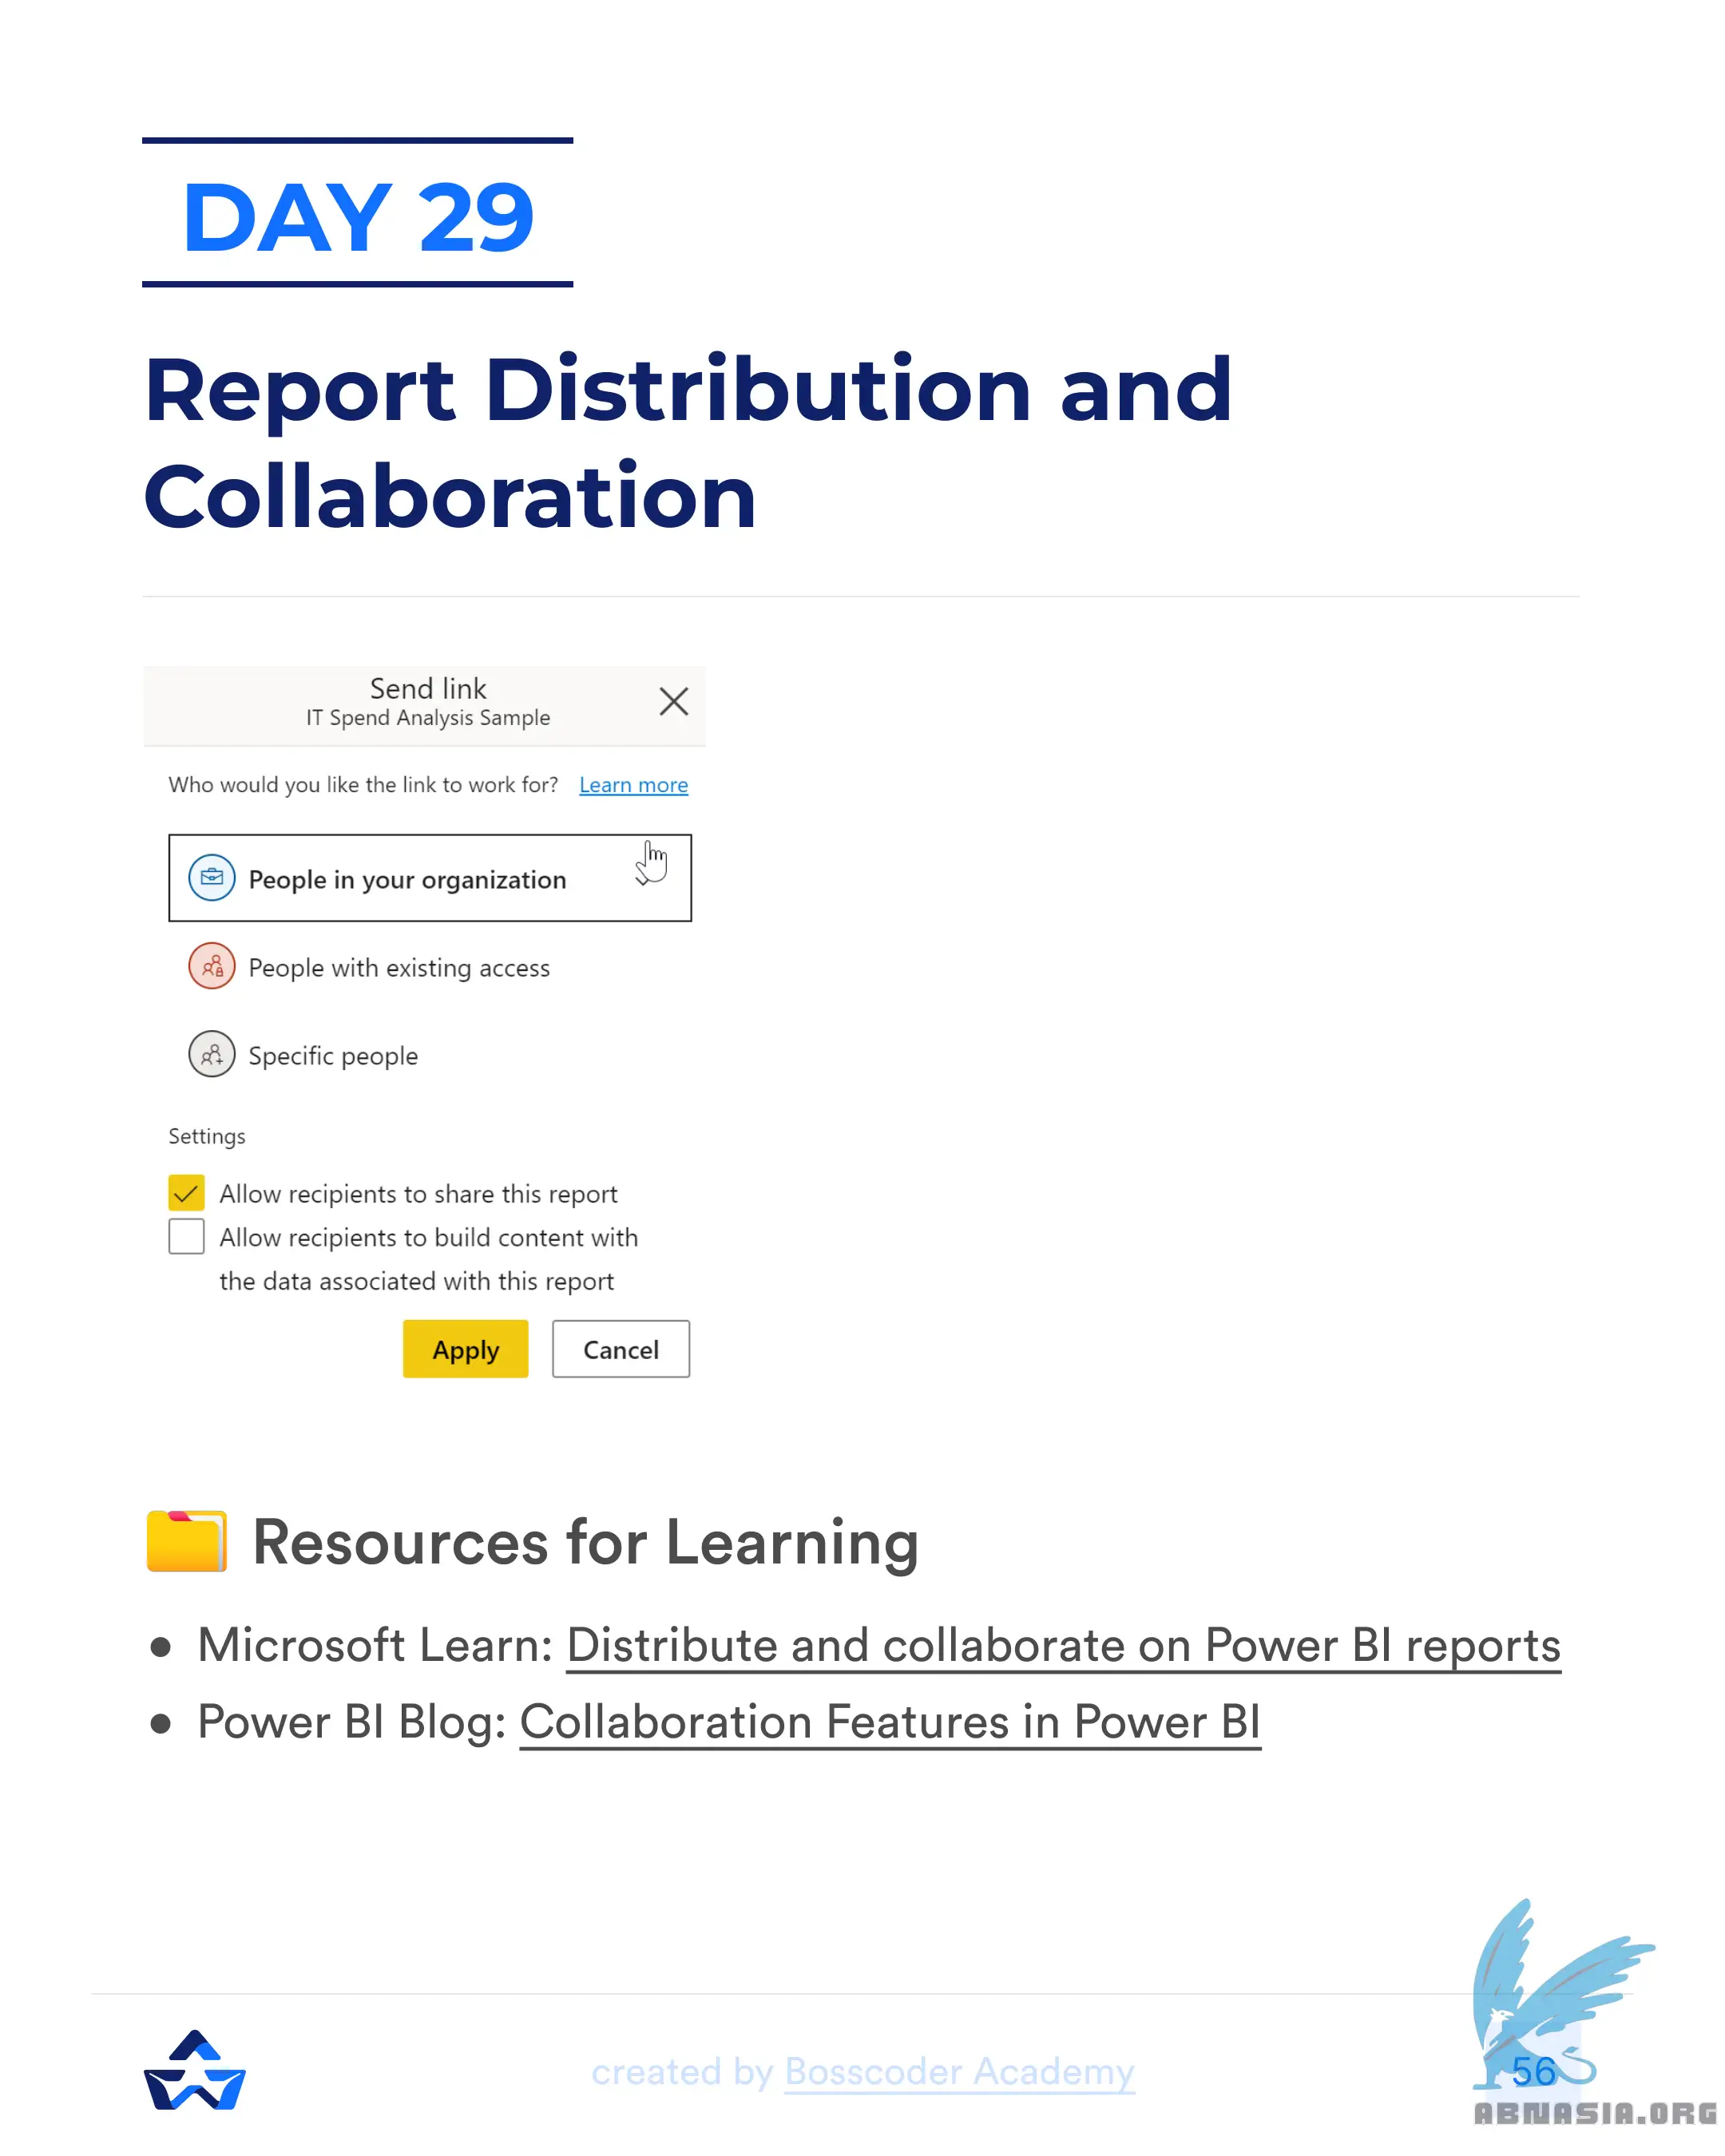 DAY 29
Report Distribution and
Collaboration
Send link
IT Spend Analysis Sample
Who would you like the link to work for? Learn more
People in your organization
People with existing access
Specific people
Settings
Allow recipients to share this report
Allow recipients to build content with
the data associated with this report
Apply Cancel
Resources for Learning
• Microsoft Learn: Distribute and collaborate on Power BI reports
• Power BI Blog: Collaboration Features in Power BI
created by Bosscoder Academy
56
ABNASIA.ORG